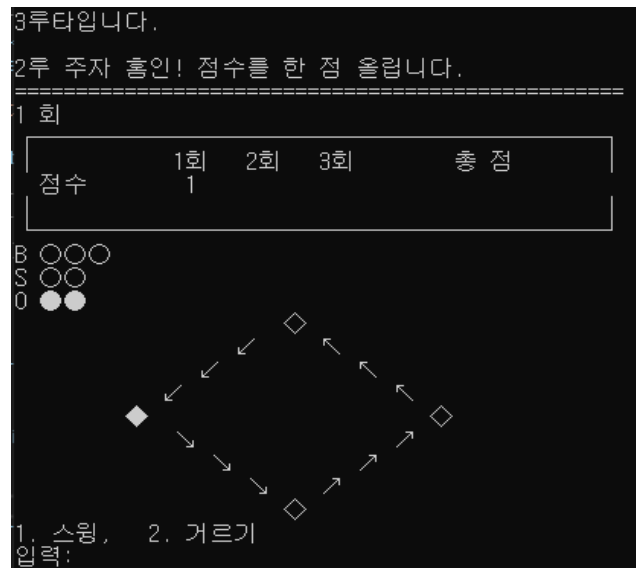 3루타입니다.
2루 주자 홈인! 점수를 한 점 올립니다.
==================================================
1 회
1회 2회 3회 총 점
점수 1
B ○○○
S ○○
O ●●
1. 스윙, 2. 거르기
입력: